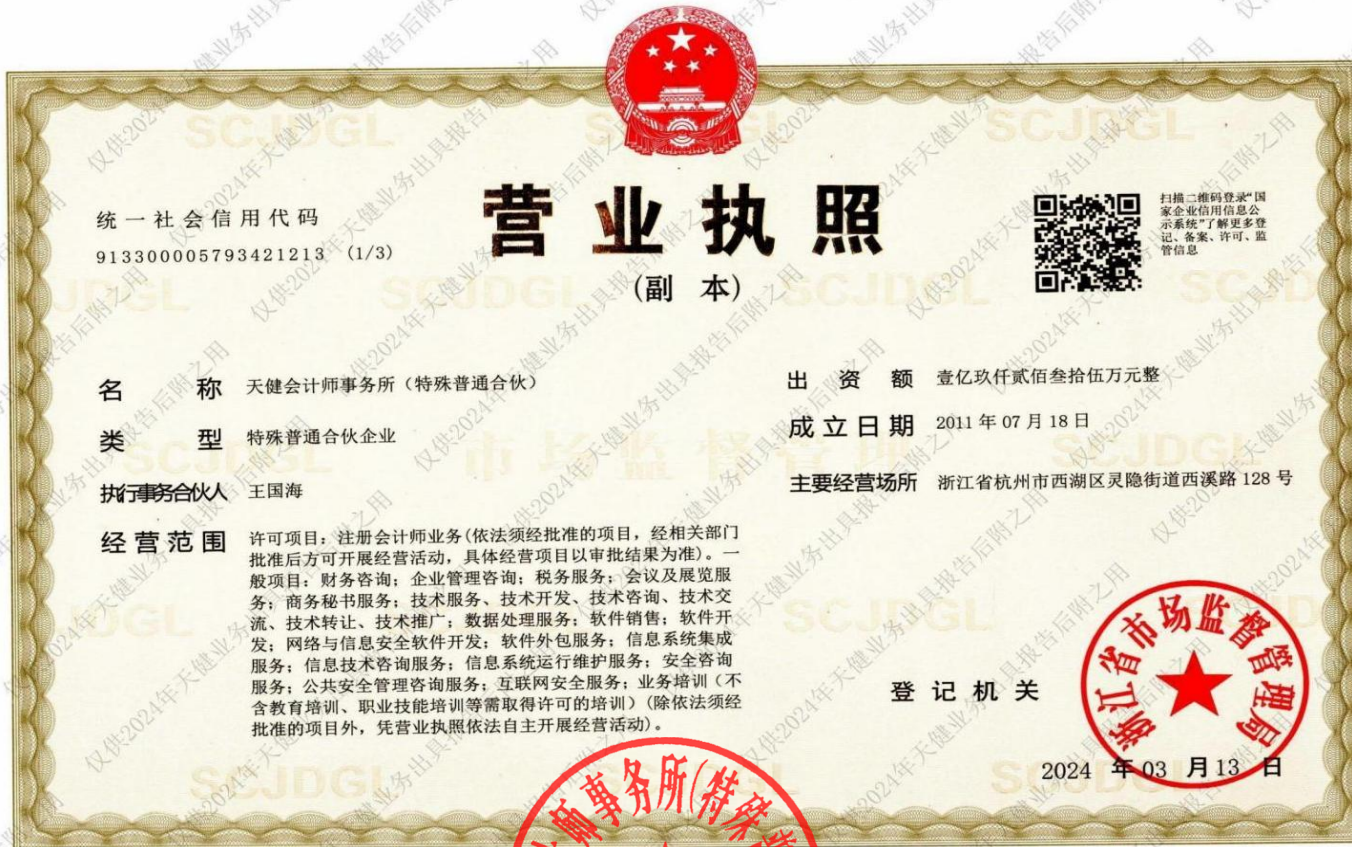 营业执照
(副 本)
统一社会信用代码
913300005793421213 (1/3)
扫描二维码登录“国
家企业信用信息公
示系统”了解更多登
记、备案、许可、监
管信息
名 称 天健会计师事务所（特殊普通合伙）
类 型 特殊普通合伙企业
执行事务合伙人 王国海
经营范围 许可项目：注册会计师业务(依法须经批准的项目，经相关部门
批准后方可开展经营活动，具体经营项目以审批结果为准)。一
般项目：财务咨询；企业管理咨询；税务服务；会议及展览服
务；商务秘书服务；技术服务、技术开发、技术咨询、技术交
流、技术转让、技术推广；数据处理服务；软件销售；软件开
发；网络与信息安全软件开发；软件外包服务；信息系统集成
服务；信息技术咨询服务；信息系统运行维护服务；安全咨询
服务；公共安全管理咨询服务；互联网安全服务；业务培训（不
含教育培训、职业技能培训等需取得许可的培训）(除依法须经
批准的项目外，凭营业执照依法自主开展经营活动)。
出 资 额 壹亿玖仟贰佰叁拾伍万元整
成立日期 2011 年 07 月 18 日
主要经营场所 浙江省杭州市西湖区灵隐街道西溪路 128 号
登记机关
浙江省市场监督管理局
2024 年 03 月 13 日
师事务所(特殊普
仅供2024年天健业务出具报告后附之用
SCJDGL
市场监督管理